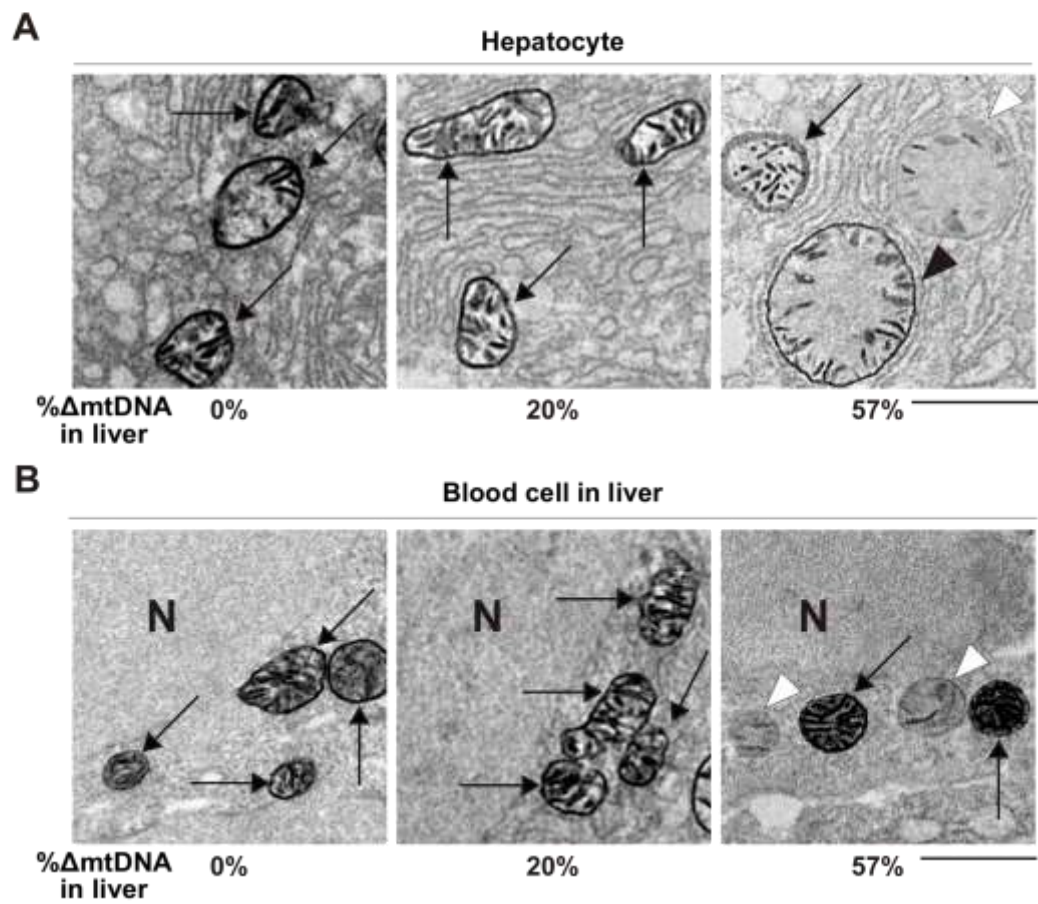 A
Hepatocyte
%ΔmtDNA
in liver
0%
20%
57%
B
Blood cell in liver
N
N
N
%ΔmtDNA
in liver
0%
20%
57%